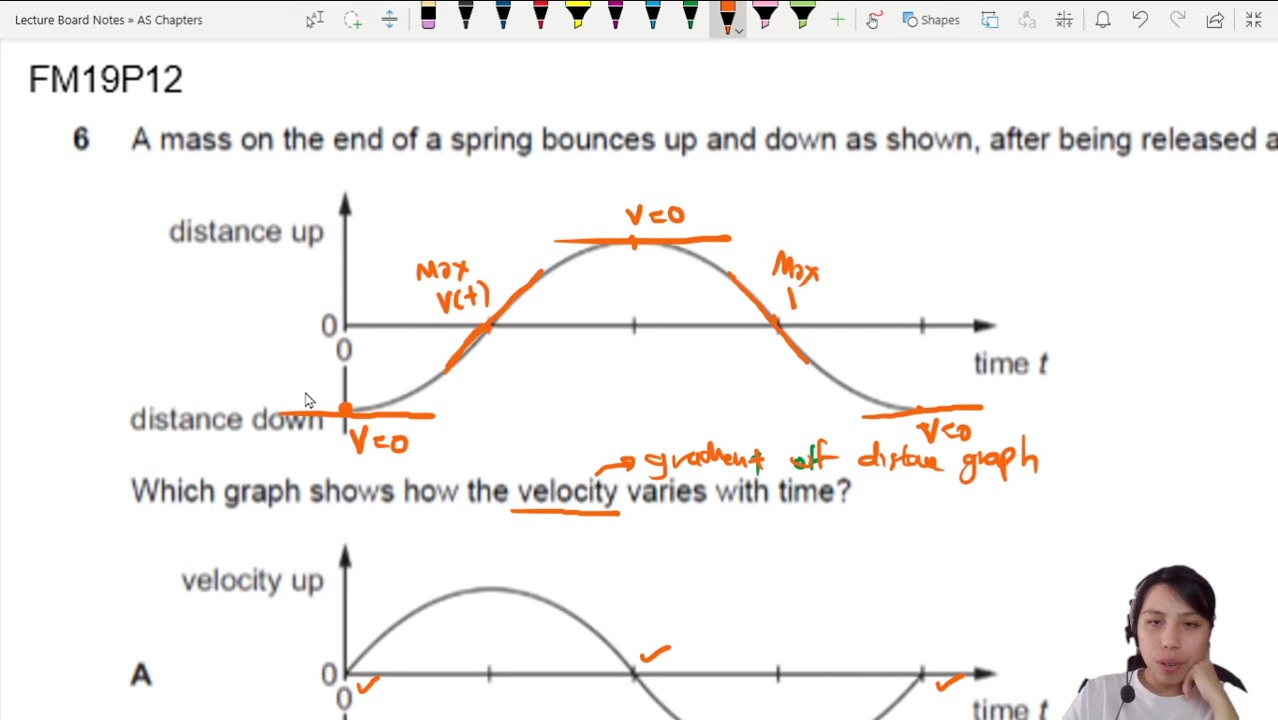 Lecture Board Notes » AS Chapters
Shapes
FM19P12
6 A mass on the end of a spring bounces up and down as shown, after being released a
distance up
V=0
Max
V(t)
Max
0
0
time t
distance down
V=0
V=0
gradient of distance graph
Which graph shows how the velocity varies with time?
velocity up
A
0
0
time t